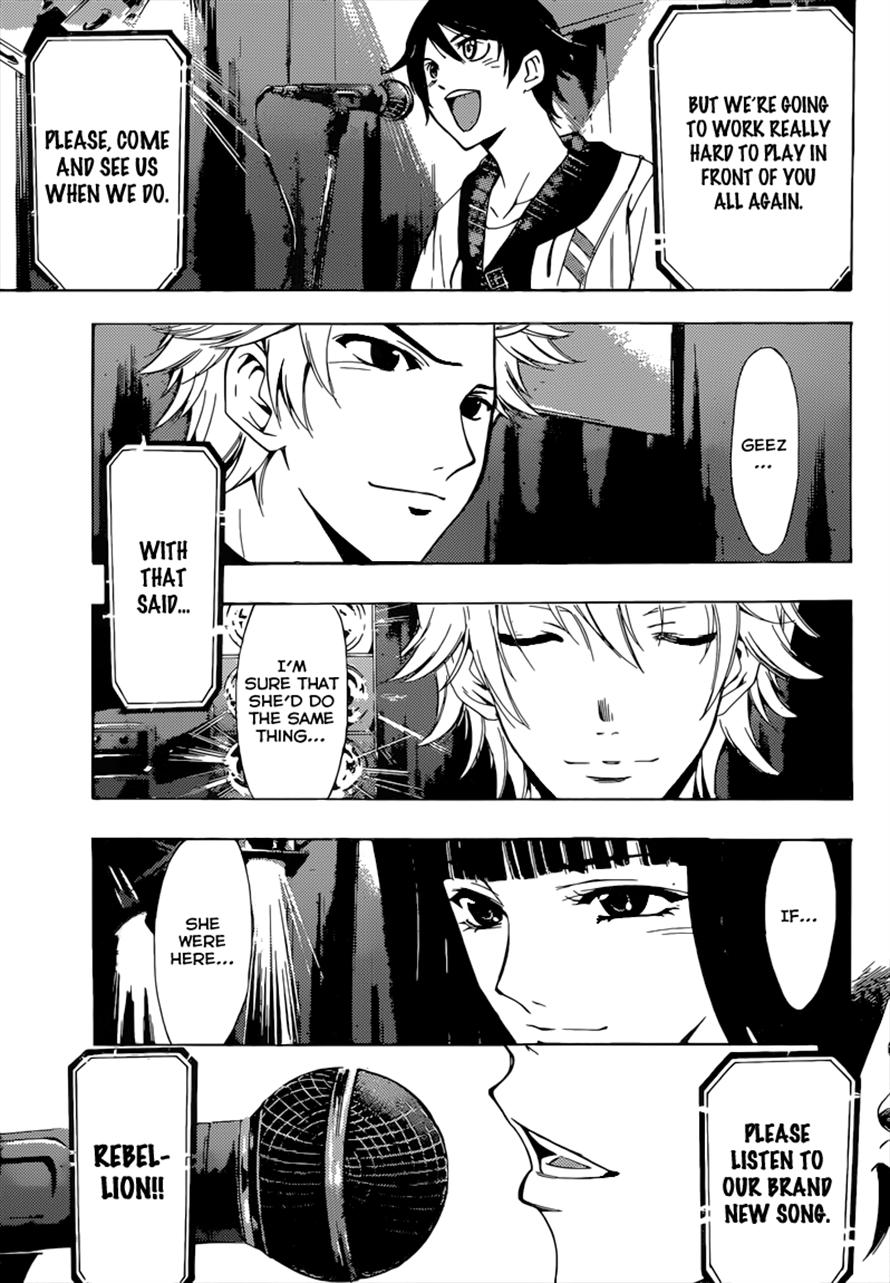 BUT WE'RE GOING
TO WORK REALLY
HARD TO PLAY IN
FRONT OF YOU
ALL AGAIN.
PLEASE, COME
AND SEE US
WHEN WE DO.
GEEZ
...
WITH
THAT
SAID...
I'M
SURE THAT
SHE'D DO
THE SAME
THING...
IF...
SHE
WERE
HERE...
PLEASE
LISTEN TO
OUR BRAND
NEW SONG.
REBEL-
LION!!